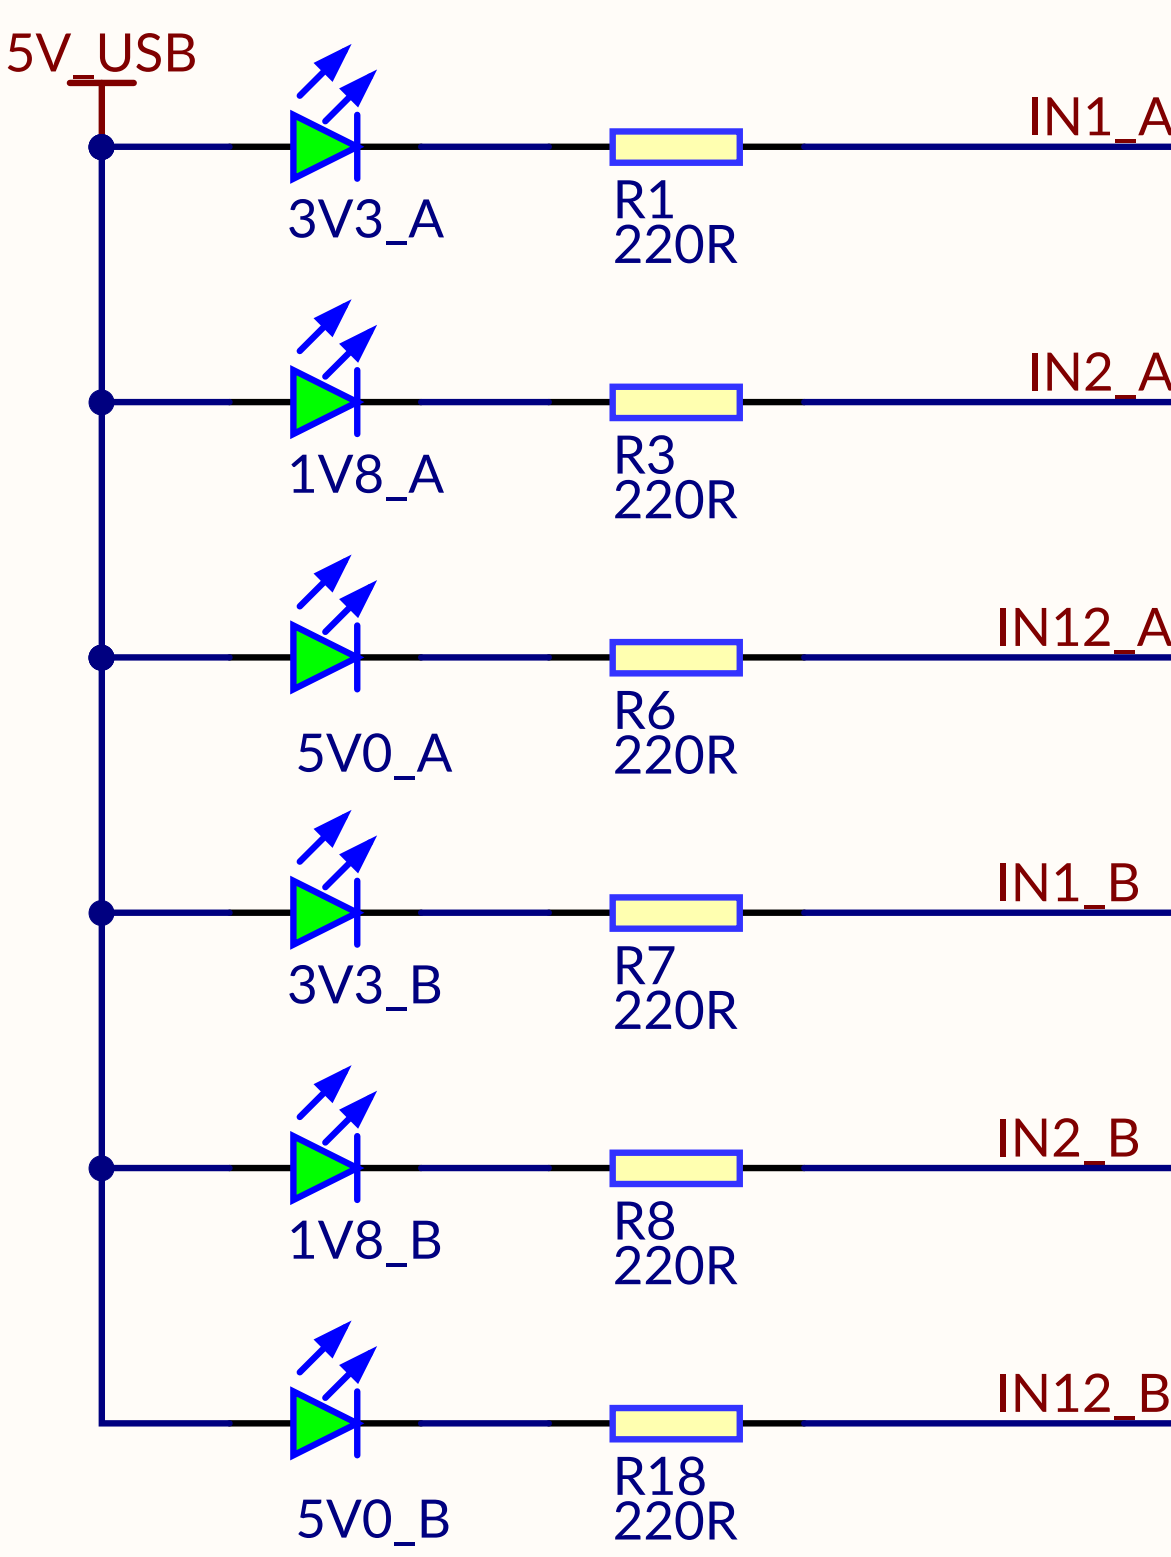 5V_USB
IN1_A
3V3_A
R1
220R
IN2_A
1V8_A
R3
220R
IN12_A
5V0_A
R6
220R
IN1_B
3V3_B
R7
220R
IN2_B
1V8_B
R8
220R
IN12_B
5V0_B
R18
220R